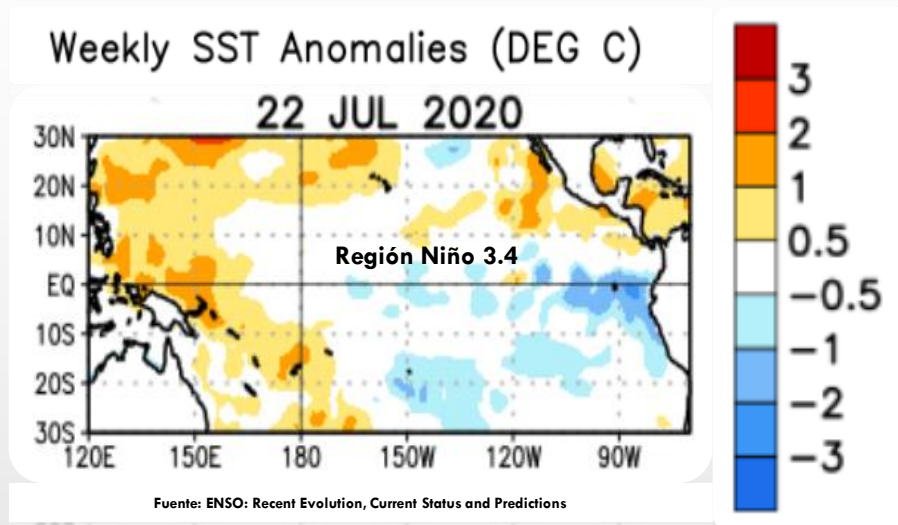 Weekly SST Anomalies (DEG C)
22 JUL 2020
30N
20N
10N
EQ
10S
20S
30S
Región Niño 3.4
120E 150E 180 150W 120W 90W
3
2
1
0.5
−0.5
−1
−2
−3
Fuente: ENSO: Recent Evolution, Current Status and Predictions